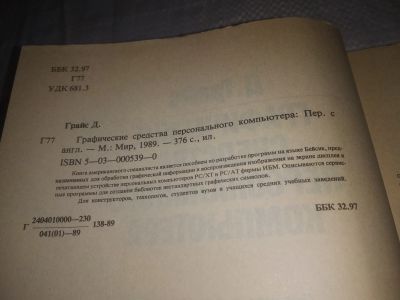 ББК 32.97
Г77
УДК 681.3
Грайс Д.
Г77 Графические средства персонального компьютера: Пер. с
англ. — М.: Мир, 1989. — 376 с., ил.
ISBN 5—03—000539—0
Книга американского специалиста является пособием по разработке программ на языке Бейсик, пред-
назначенных для обработки графической информации и воспроизведения изображения на экране дисплея и
печатающем устройстве персональных компьютеров PC/XT и PC/AT фирмы ИБМ. Описываются сервис-
ные программы для создания библиотек нестандартных графических символов.
Для конструкторов, технологов, студентов вузов и учащихся средних учебных заведений.
Г 2404010000—230
041(01)—89 138-89
ББК 32.97